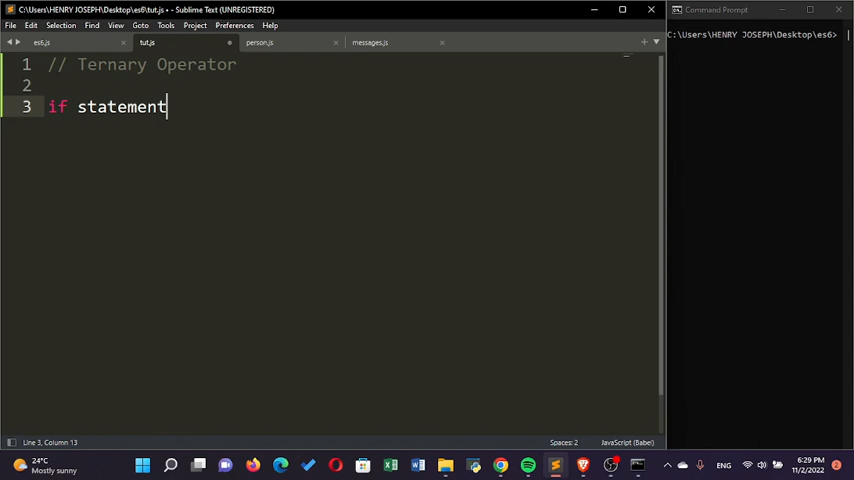 C:\Users\HENRY JOSEPH\Desktop\es6\tut.js • - Sublime Text (UNREGISTERED)
File Edit Selection Find View Goto Tools Project Preferences Help
es6.js tut.js person.js messages.js
1 // Ternary Operator
2
3 if statement
Line 3, Column 13 Spaces: 2 JavaScript (Babel)
Command Prompt
C:\Users\HENRY JOSEPH\Desktop\es6>
24°C
Mostly sunny
ENG
6:29 PM
11/2/2022
2